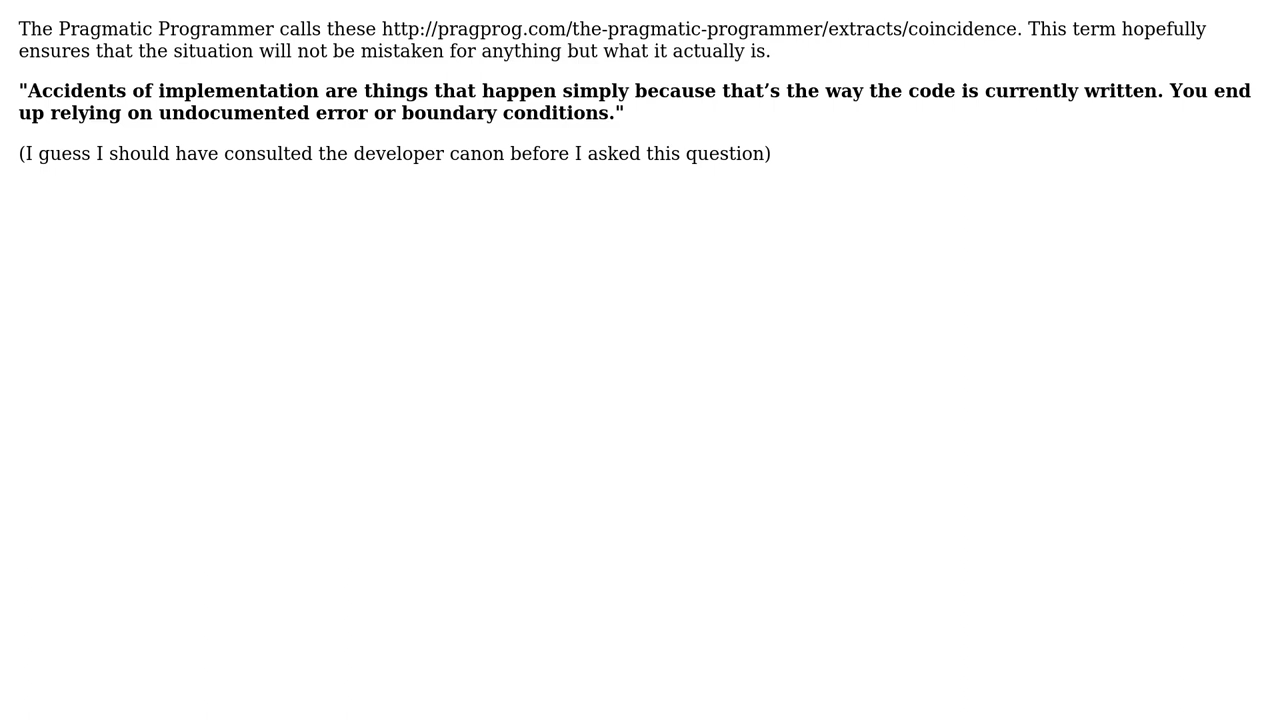 The Pragmatic Programmer calls these http://pragprog.com/the-pragmatic-programmer/extracts/coincidence. This term hopefully
ensures that the situation will not be mistaken for anything but what it actually is.
"Accidents of implementation are things that happen simply because that’s the way the code is currently written. You end
up relying on undocumented error or boundary conditions."
(I guess I should have consulted the developer canon before I asked this question)